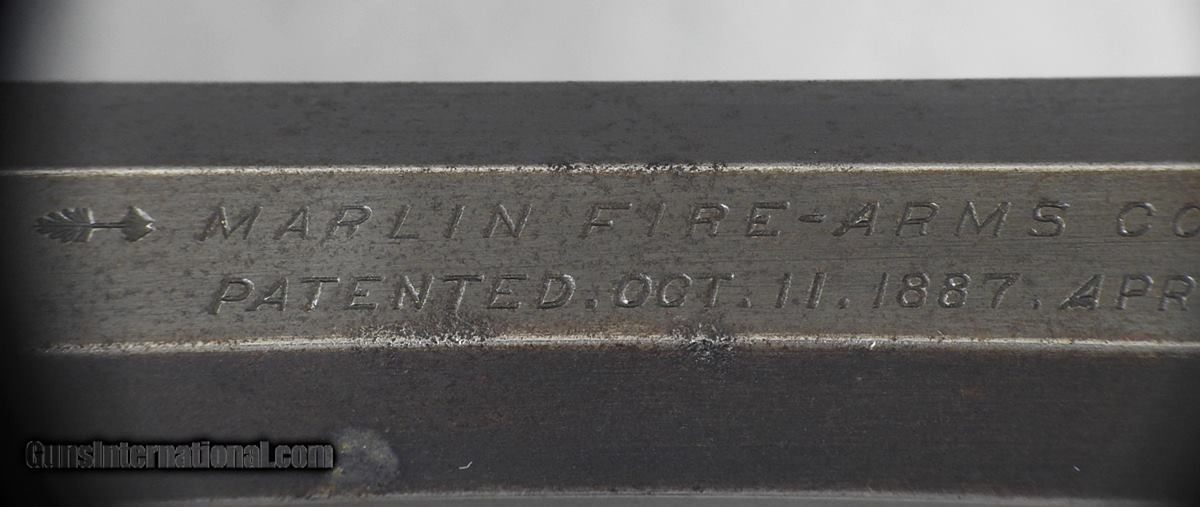 MARLIN FIRE-ARMS CO
PATENTED.OCT.11.1887.APR
GunsInternational.com